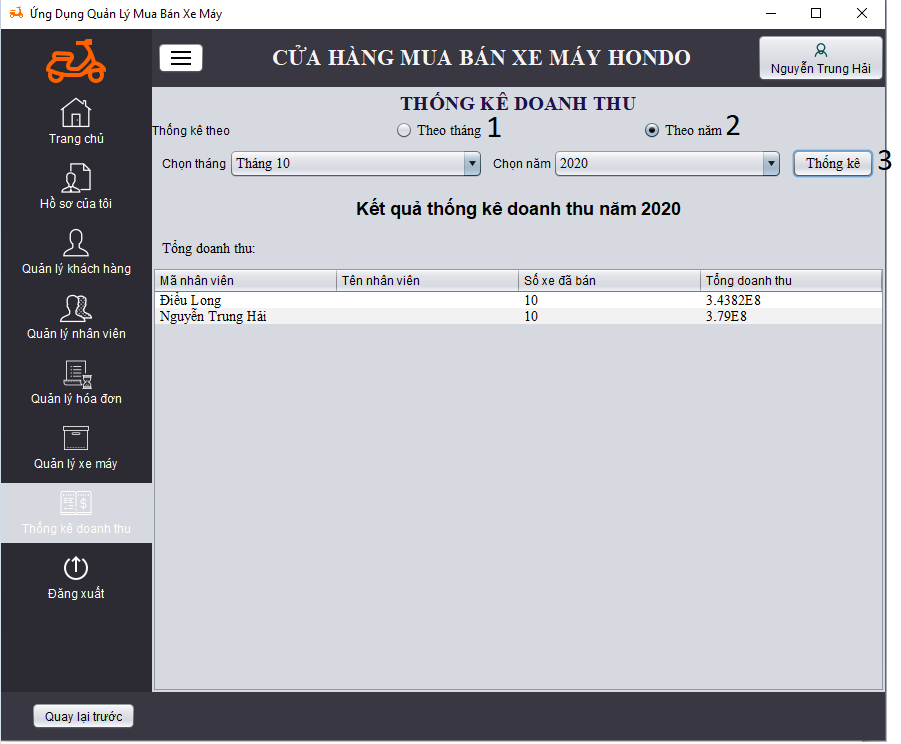 Ứng Dụng Quản Lý Mua Bán Xe Máy
CỬA HÀNG MUA BÁN XE MÁY HONDO
Nguyễn Trung Hải
Trang chủ
Hồ sơ của tôi
Quản lý khách hàng
Quản lý nhân viên
Quản lý hóa đơn
Quản lý xe máy
Thống kê doanh thu
Đăng xuất
THỐNG KÊ DOANH THU
Thống kê theo Theo tháng 1 Theo năm 2
Chọn tháng Tháng 10 Chọn năm 2020 Thống kê 3
Kết quả thống kê doanh thu năm 2020
Tổng doanh thu:
Mã nhân viên Tên nhân viên Số xe đã bán Tổng doanh thu
Điểu Long 10 3.4382E8
Nguyễn Trung Hải 10 3.79E8
Quay lại trước